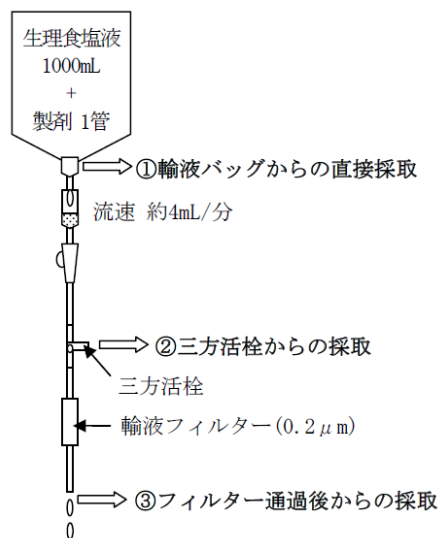 生理食塩液
1000mL
+
製剤 1管
①輸液バッグからの直接採取
流速 約4mL/分
②三方活栓からの採取
三方活栓
輸液フィルター(0.2μm)
③フィルター通過後からの採取